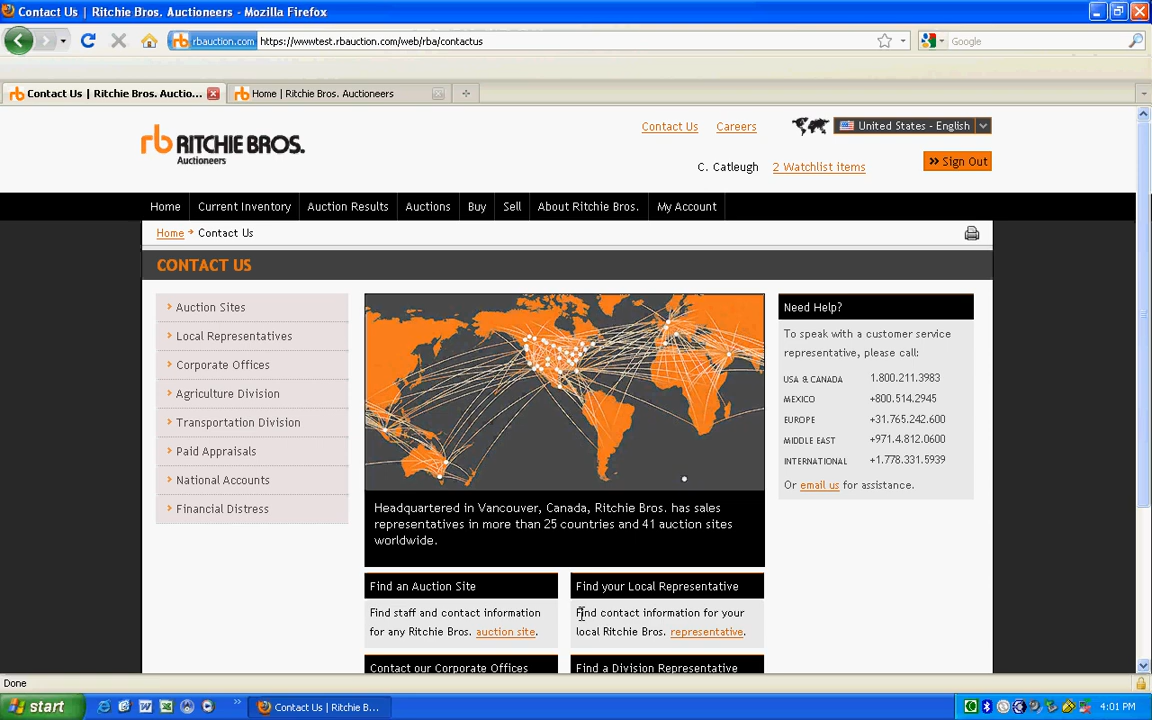 Contact Us | Ritchie Bros. Auctioneers - Mozilla Firefox
rbauction.com https://wwwtest.rbauction.com/web/rba/contactus
Google
Contact Us | Ritchie Bros. Auctio...
Home | Ritchie Bros. Auctioneers
rb RITCHIE BROS.
Auctioneers
Contact Us Careers
United States - English
C. Catleugh 2 Watchlist items
Sign Out
Home Current Inventory Auction Results Auctions Buy Sell About Ritchie Bros. My Account
Home Contact Us
CONTACT US
Auction Sites
Local Representatives
Corporate Offices
Agriculture Division
Transportation Division
Paid Appraisals
National Accounts
Financial Distress
Headquartered in Vancouver, Canada, Ritchie Bros. has sales
representatives in more than 25 countries and 41 auction sites
worldwide.
Find an Auction Site
Find staff and contact information
for any Ritchie Bros. auction site.
Find your Local Representative
Find contact information for your
local Ritchie Bros. representative.
Contact our Corporate Offices
Find a Division Representative
Need Help?
To speak with a customer service
representative, please call:
USA & CANADA 1.800.211.3983
MEXICO +800.514.2945
EUROPE +31.765.242.600
MIDDLE EAST +971.4.812.0600
INTERNATIONAL +1.778.331.5939
Or email us for assistance.
Done
start
Contact Us | Ritchie B...
4:01 PM